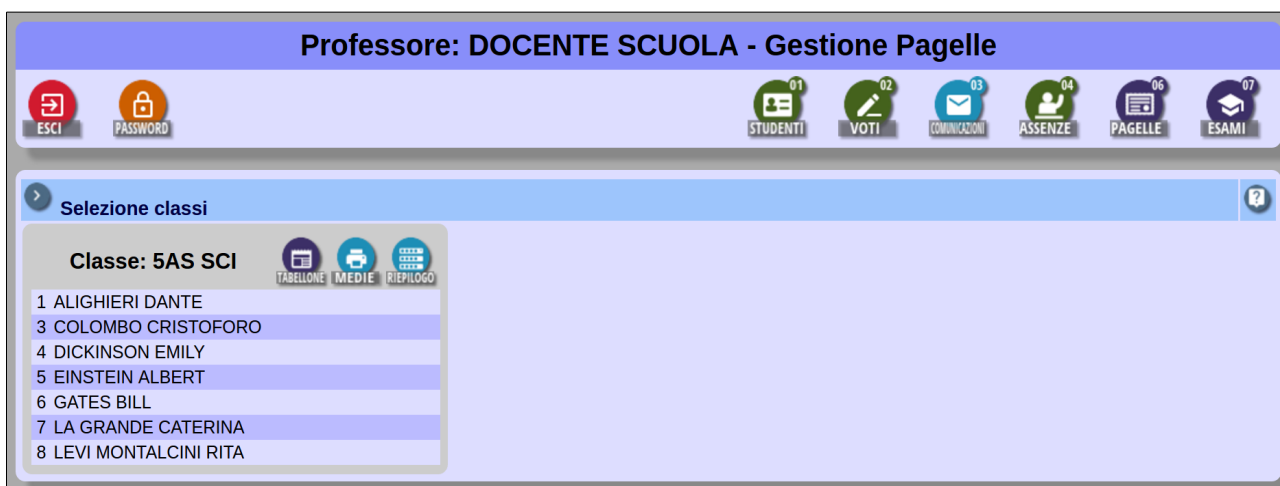 Professore: DOCENTE SCUOLA - Gestione Pagelle
ESCI
PASSWORD
01 STUDENTI
02 VOTI
03 COMUNICAZIONI
04 ASSENZE
06 PAGELLE
07 ESAMI
Selezione classi
?
Classe: 5AS SCI
TABELLONE
MEDIE
RIEPILOGO
1 ALIGHIERI DANTE
3 COLOMBO CRISTOFORO
4 DICKINSON EMILY
5 EINSTEIN ALBERT
6 GATES BILL
7 LA GRANDE CATERINA
8 LEVI MONTALCINI RITA